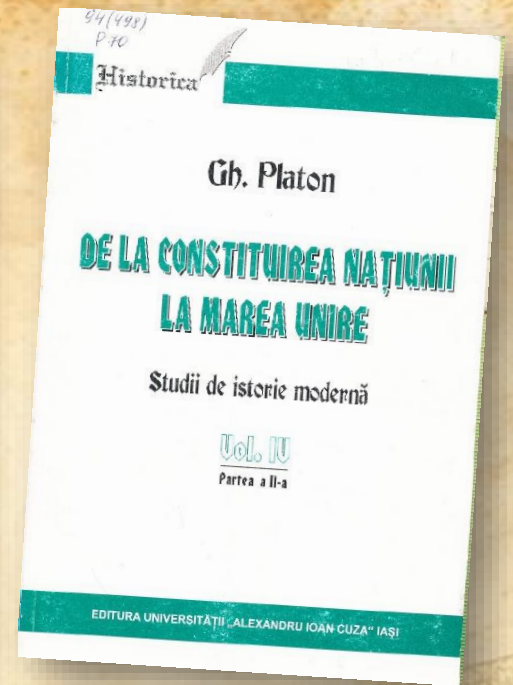 94(498)
P 70
Historica
Gh. Platon
DE LA CONSTITUIREA NAȚIUNII
LA MAREA UNIRE
Studii de istorie modernă
Vol. IV
Partea a II-a
EDITURA UNIVERSITĂȚII „ALEXANDRU IOAN CUZA“ IAȘI